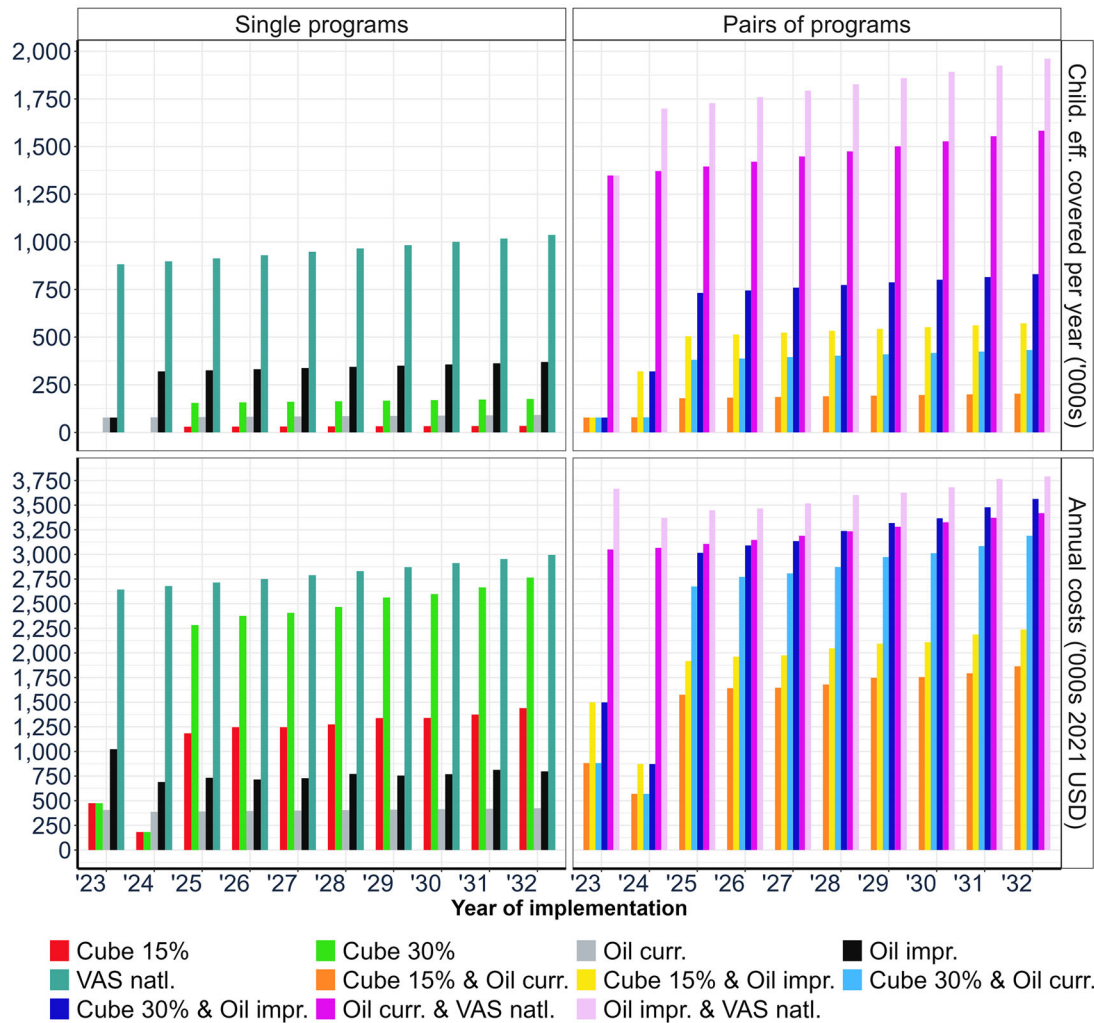 Single programs
Pairs of programs
2,000
1,750
1,500
1,250
1,000
750
500
250
0
Child. eff. covered per year ('000s)
3,750
3,500
3,250
3,000
2,750
2,500
2,250
2,000
1,750
1,500
1,250
1,000
750
500
250
0
Annual costs ('000s 2021 USD)
'23 '24 '25 '26 '27 '28 '29 '30 '31 '32
'23 '24 '25 '26 '27 '28 '29 '30 '31 '32
Year of implementation
Cube 15% Cube 30% Oil curr. Oil impr.
VAS natl. Cube 15% & Oil curr. Cube 15% & Oil impr. Cube 30% & Oil curr.
Cube 30% & Oil impr. Oil curr. & VAS natl. Oil impr. & VAS natl.